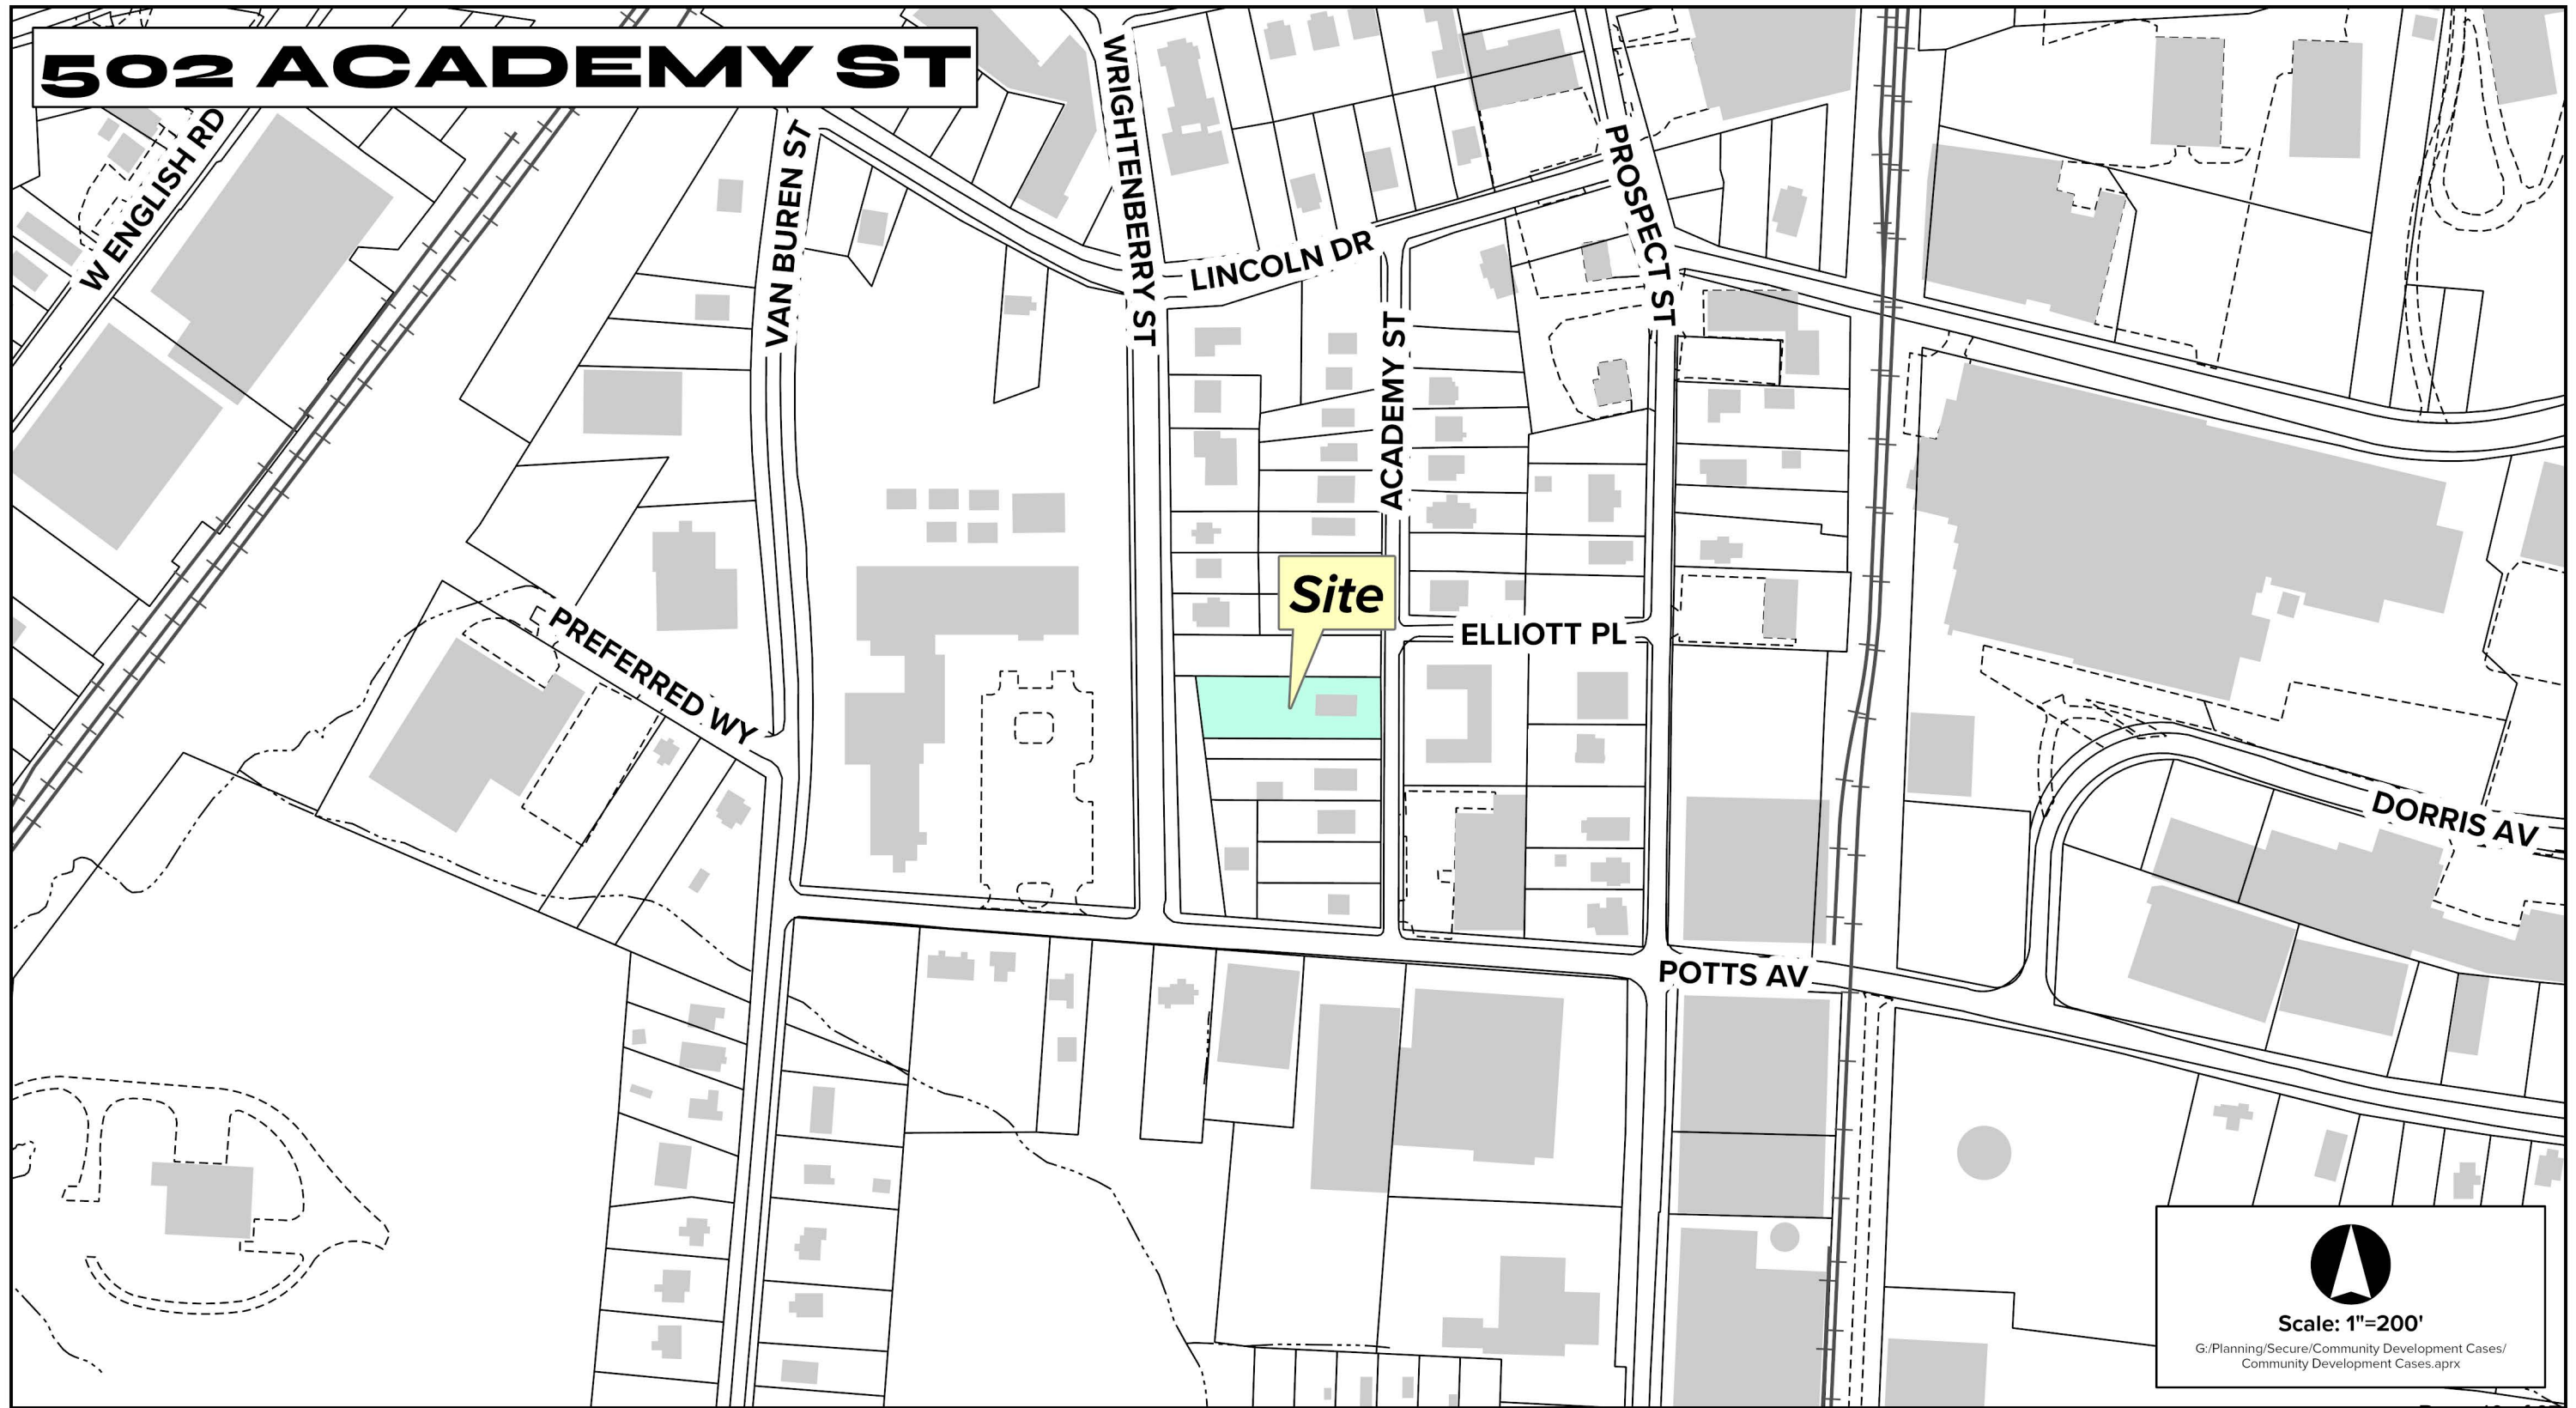 502 ACADEMY ST
W ENGLISH RD
VAN BUREN ST
WRIGHTENBERRY ST
LINCOLN DR
PROSPECT ST
ACADEMY ST
Site
ELLIOTT PL
PREFERRED WY
DORRIS AV
POTTS AV
Scale: 1"=200'
G:/Planning/Secure/Community Development Cases/
Community Development Cases.aprx